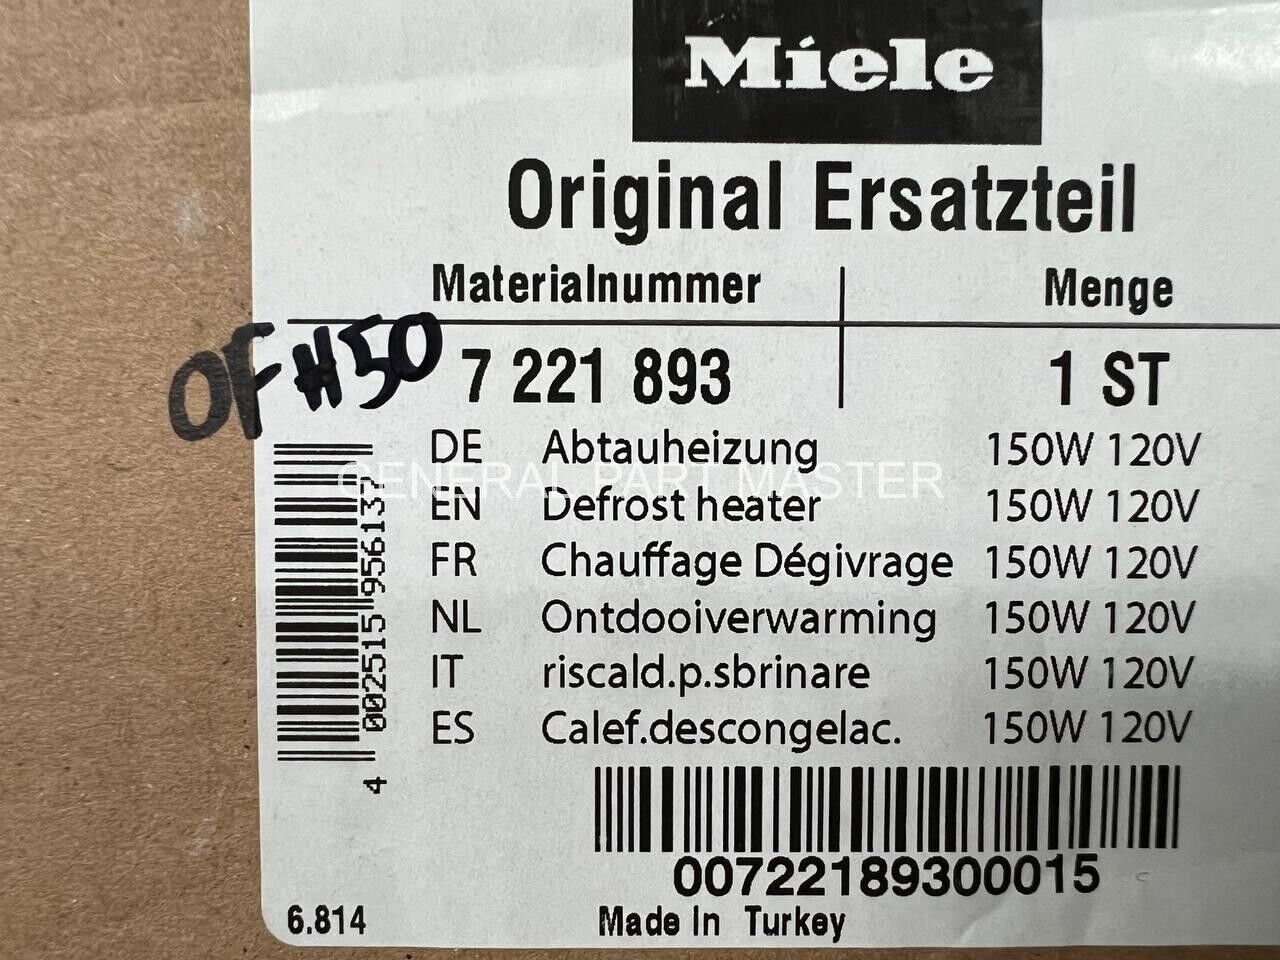 Miele
Original Ersatzteil
Materialnummer Menge
OFH50 7 221 893 1 ST
DE Abtauheizung 150W 120V
GENERAL PART MASTER
EN Defrost heater 150W 120V
FR Chauffage Dégivrage 150W 120V
NL Ontdooiverwarming 150W 120V
IT riscald.p.sbrinare 150W 120V
ES Calef.descongelac. 150W 120V
4 002515 956137
00722189300015
6.814 Made In Turkey